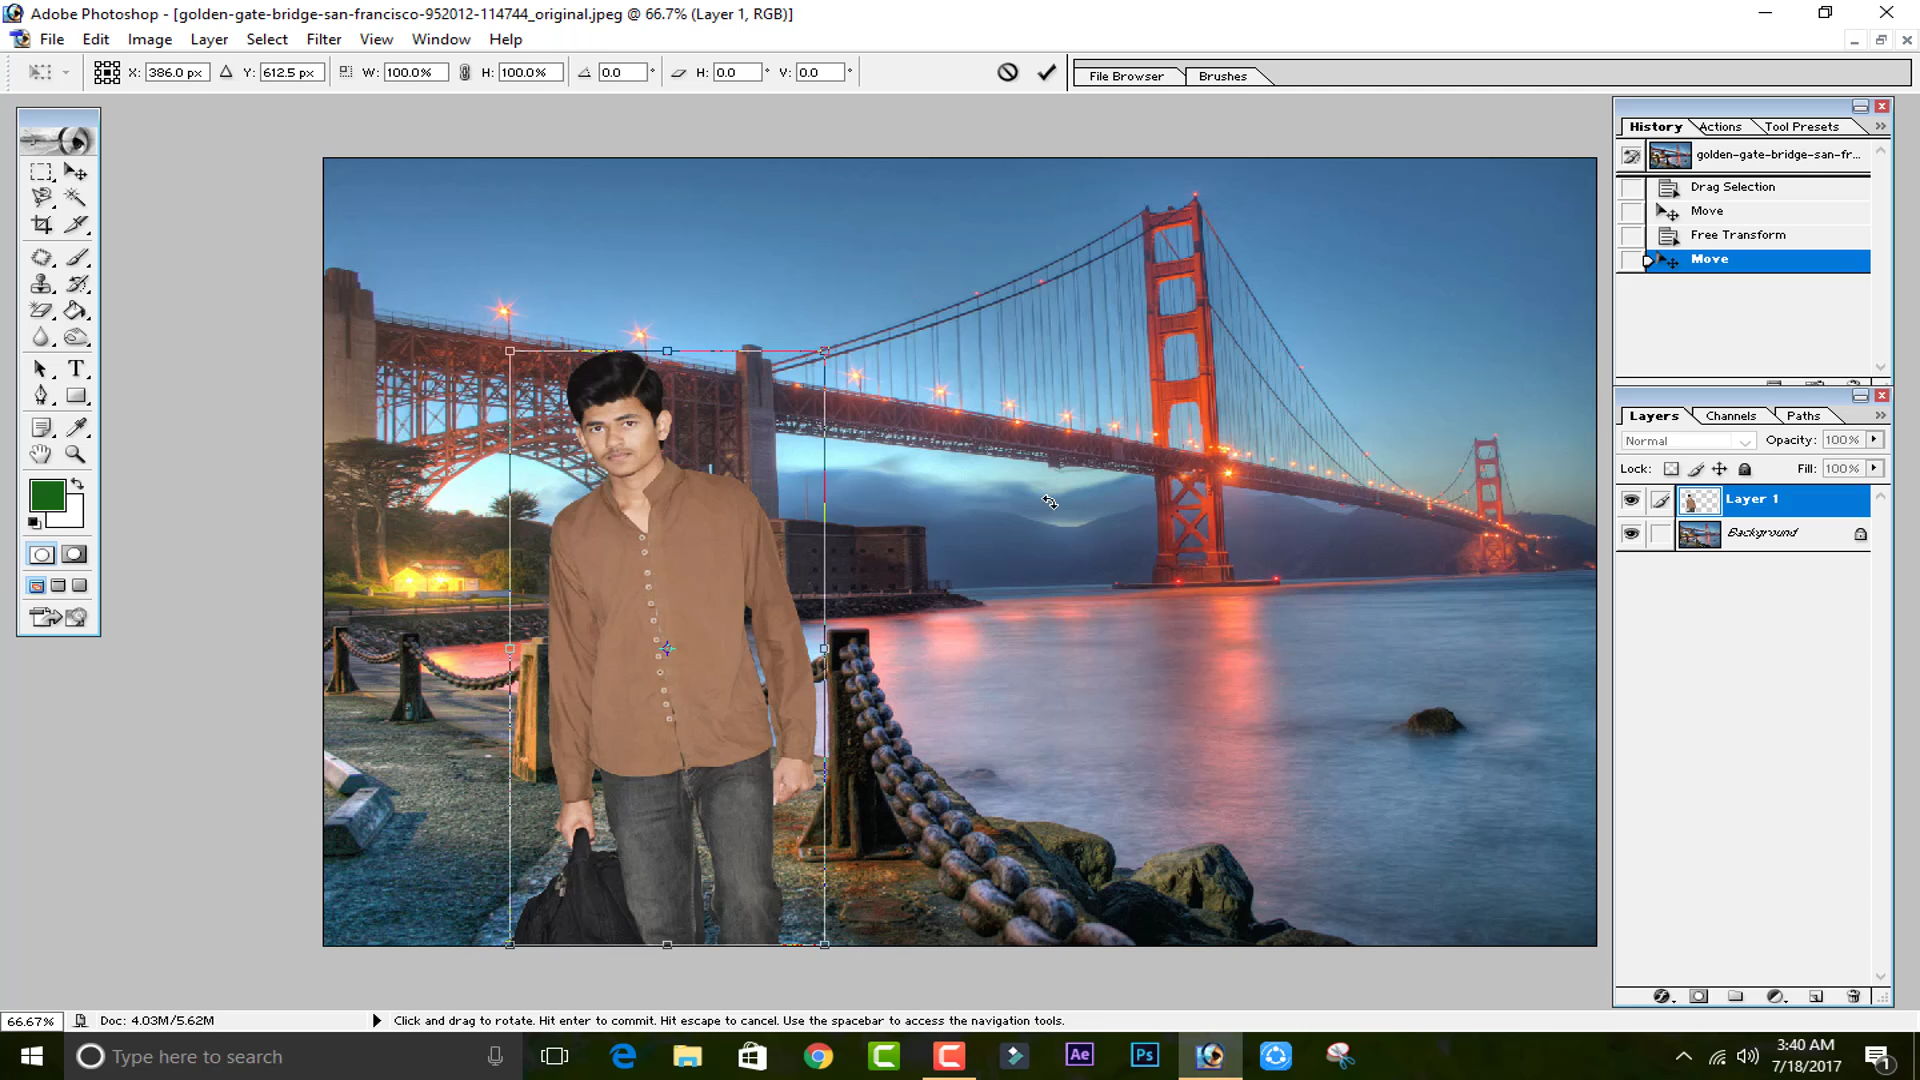 Adobe Photoshop - [golden-gate-bridge-san-francisco-952012-114744_original.jpeg @ 66.7% (Layer 1, RGB)]
File Edit Image Layer Select Filter View Window Help
X: 386.0 px Y: 612.5 px W: 100.0% H: 100.0% 0.0 ° H: 0.0 ° V: 0.0 ° File Browser Brushes
History Actions Tool Presets
golden-gate-bridge-san-fr...
Drag Selection
Move
Free Transform
Move
T
Layers Channels Paths
Normal Opacity: 100%
Lock: Fill: 100%
Layer 1
Background
66.67% Doc: 4.03M/5.62M Click and drag to rotate. Hit enter to commit. Hit escape to cancel. Use the spacebar to access the navigation tools.
Type here to search
Ae Ps
3:40 AM
7/18/2017
1